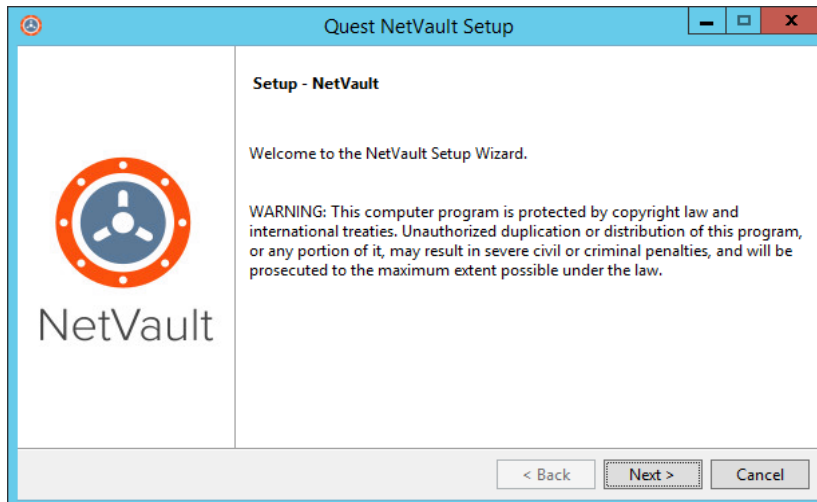 Quest NetVault Setup
Setup - NetVault
Welcome to the NetVault Setup Wizard.
WARNING: This computer program is protected by copyright law and
international treaties. Unauthorized duplication or distribution of this program,
or any portion of it, may result in severe civil or criminal penalties, and will be
prosecuted to the maximum extent possible under the law.
NetVault
< Back
Next >
Cancel